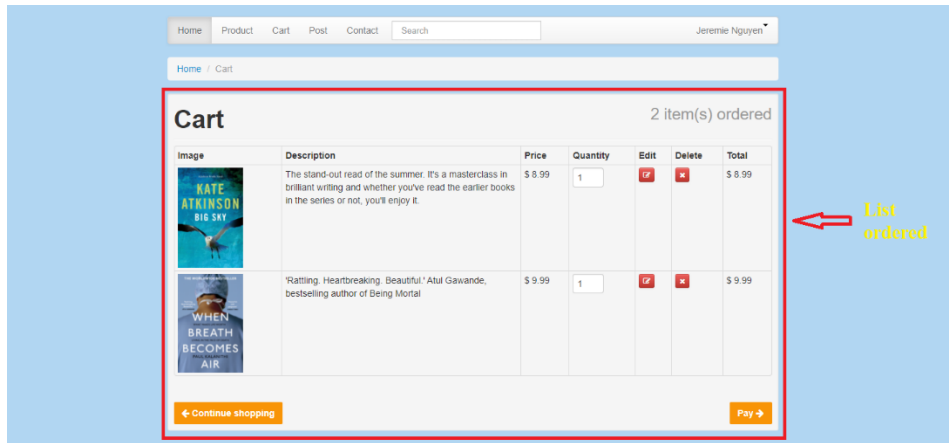 Home Product Cart Post Contact Search Jeremie Nguyen
Home / Cart
Cart
2 item(s) ordered
Image Description Price Quantity Edit Delete Total
KATE
ATKINSON
BIG SKY
The stand-out read of the summer. It's a masterclass in
brilliant writing and whether you've read the earlier books
in the series or not, you'll enjoy it.
$ 8.99 1 $ 8.99
WHEN
BREATH
BECOMES
AIR
'Rattling. Heartbreaking. Beautiful.' Atul Gawande,
bestselling author of Being Mortal
$ 9.99 1 $ 9.99
List
ordered
Continue shopping
Pay